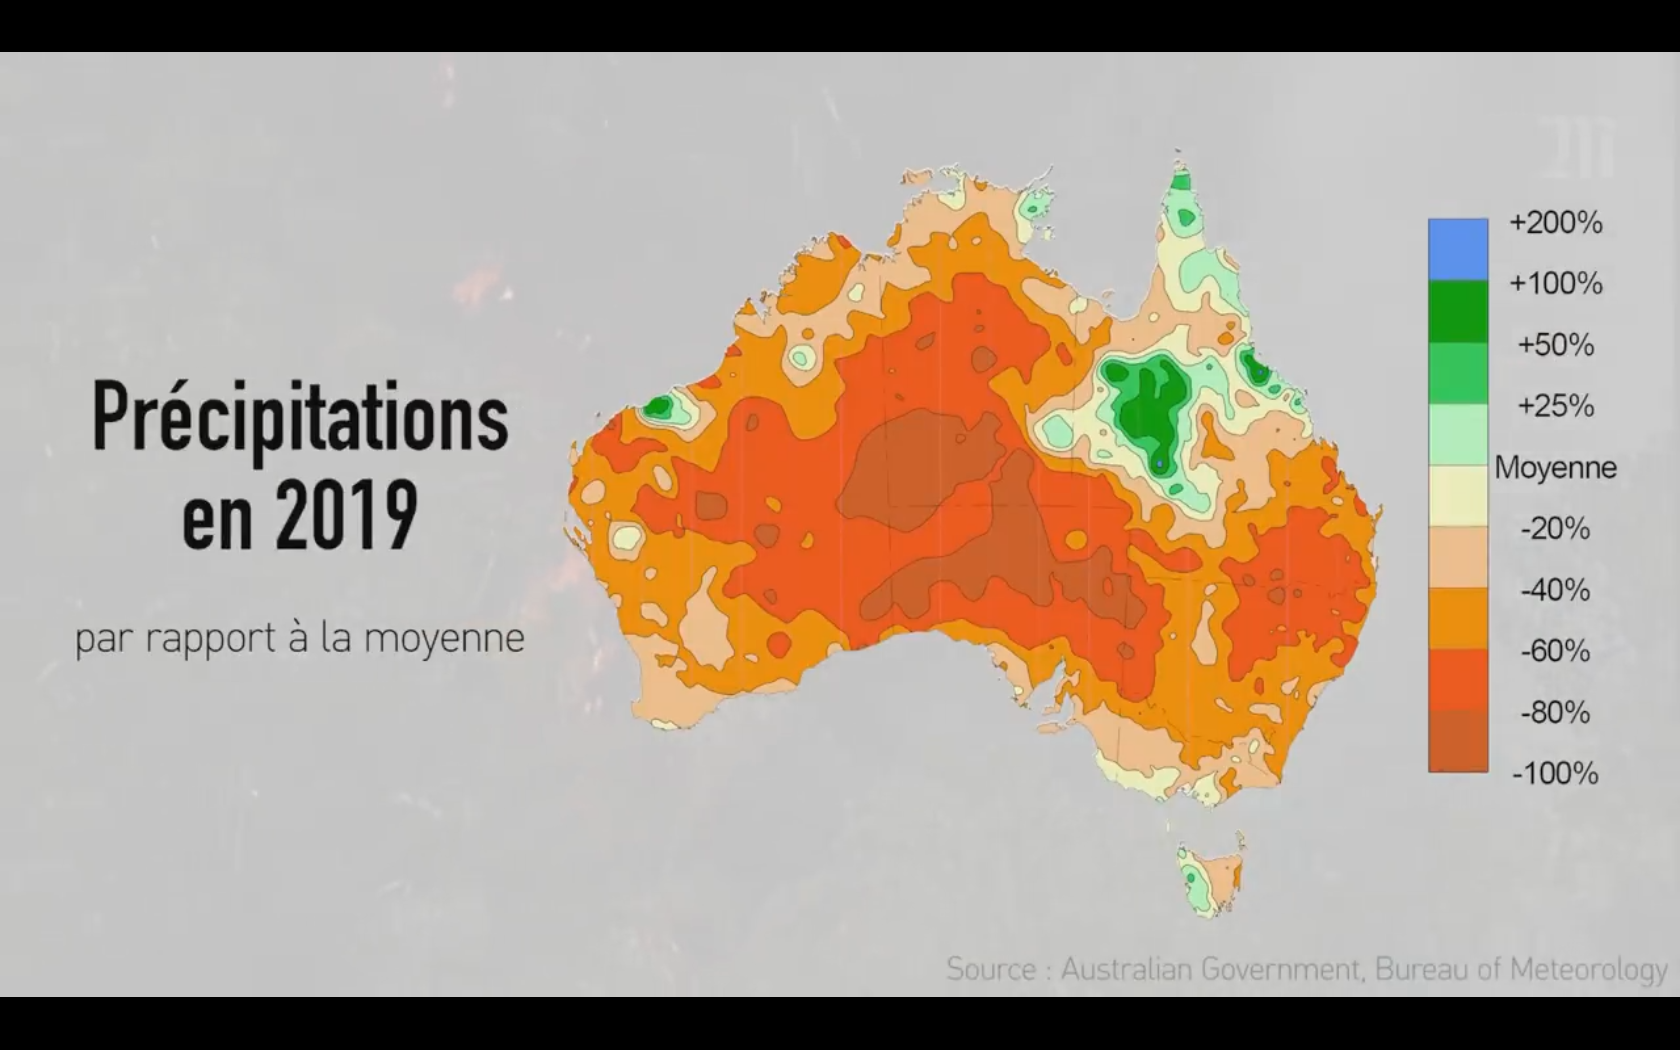 Précipitations
en 2019
par rapport à la moyenne
+200%
+100%
+50%
+25%
Moyenne
-20%
-40%
-60%
-80%
-100%
Source : Australian Government, Bureau of Meteorology